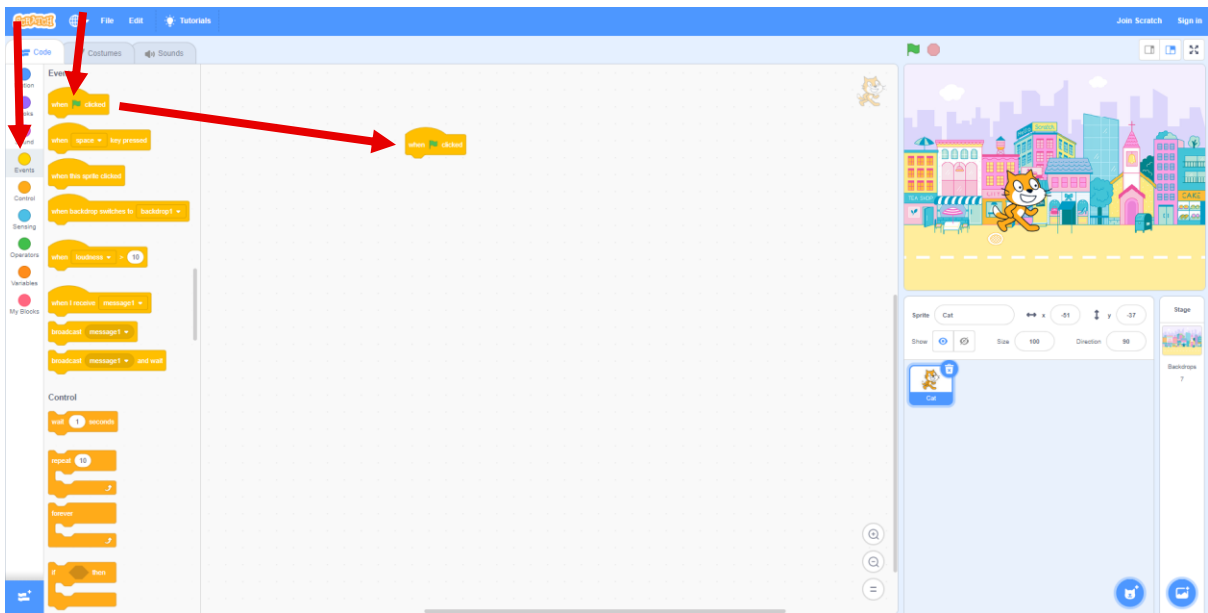 SCRATCH
File Edit Tutorials
Join Scratch Sign in
Code Costumes Sounds
Events
when clicked
when space key pressed
when this sprite clicked
when backdrop switches to backdrop1
when loudness > 10
when I receive message1
broadcast message1
broadcast message1 and wait
Control
wait 1 seconds
repeat 10
forever
if then
Events
Control
Sensing
Operators
Variables
My Blocks
when clicked
Scratch
TEA SHOP
CAKE
Sprite Cat x -51 y -37
Show Size 100 Direction 90
Cat
Stage
Backdrops
7